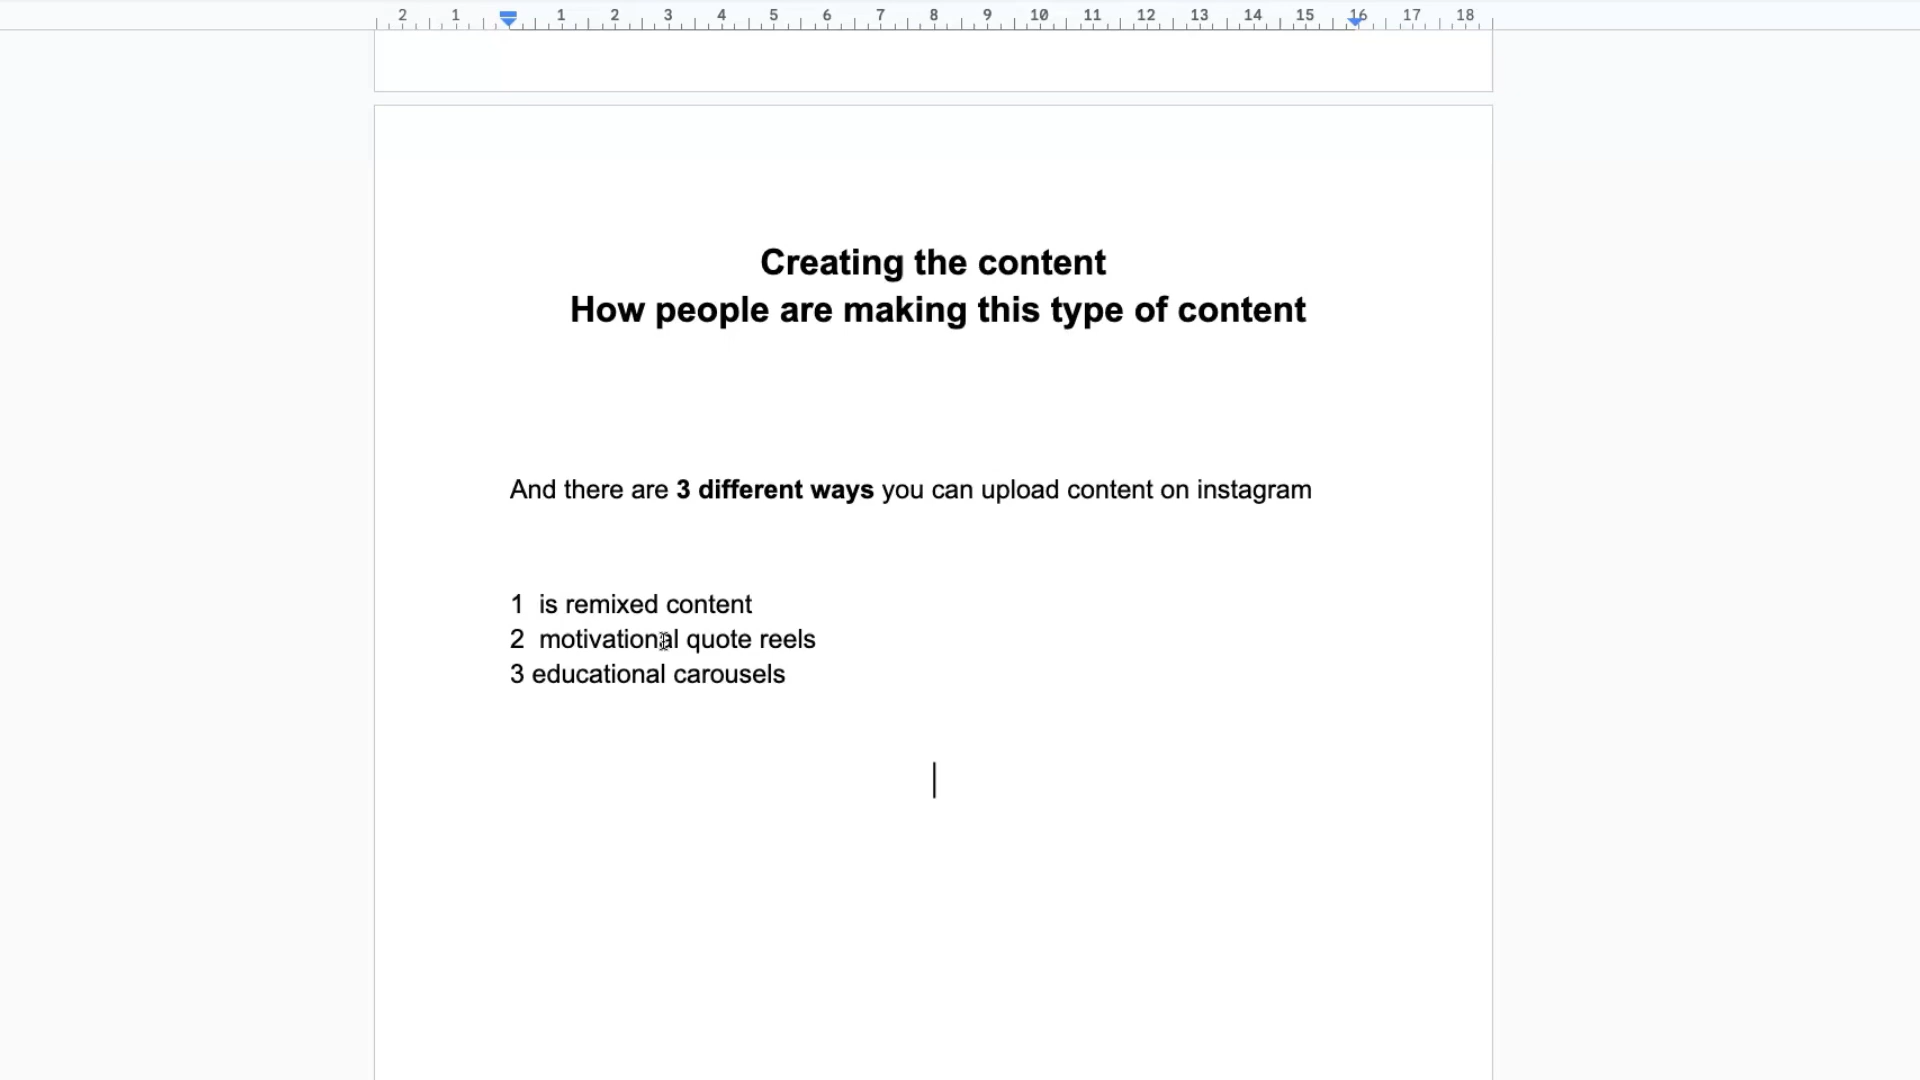 2 1 1 2 3 4 5 6 7 8 9 10 11 12 13 14 15 16 17 18
Creating the content
How people are making this type of content
And there are 3 different ways you can upload content on instagram
1 is remixed content
2 motivational quote reels
3 educational carousels